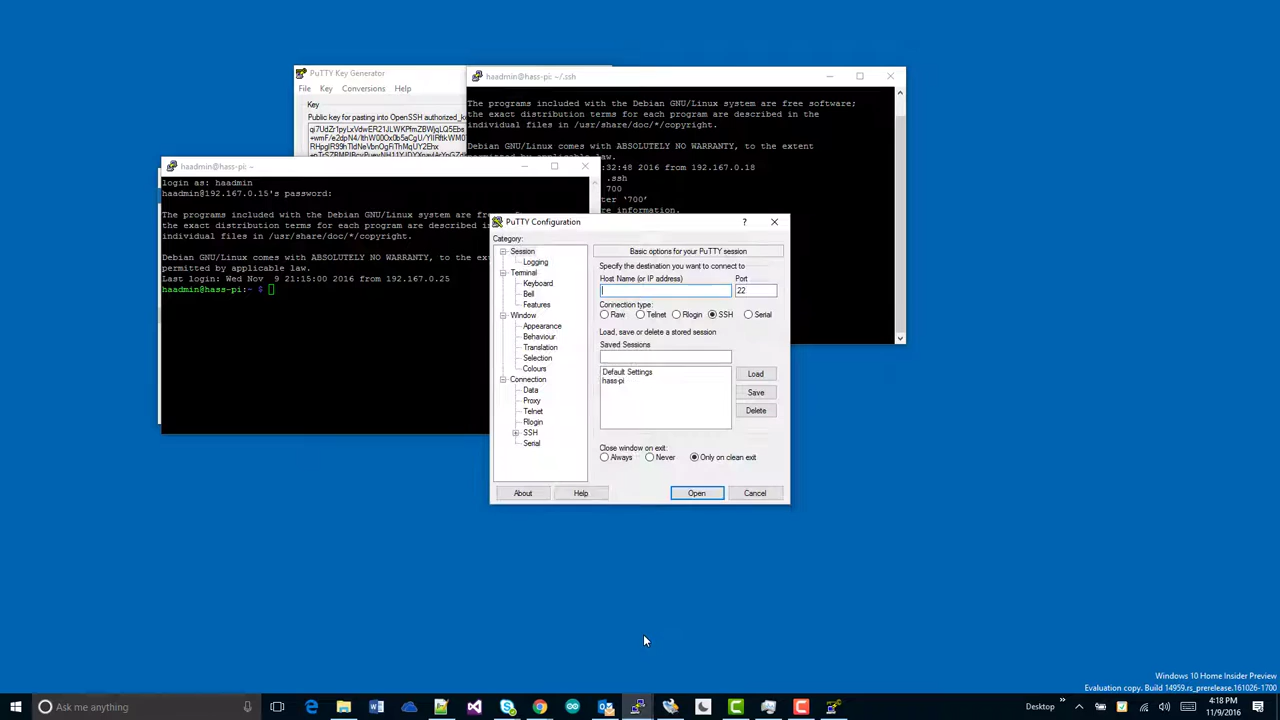 PuTTY Key Generator
File Key Conversions Help
Key
Public key for pasting into OpenSSH authorized_k
haadmin@hass-pi: ~/.ssh
The programs included with the Debian GNU/Linux system are free software;
the exact distribution terms for each program are described in the
individual files in /usr/share/doc/*/copyright.
Debian GNU/Linux comes with ABSOLUTELY NO WARRANTY, to the extent
permitted by applicable law.
:32:48 2016 from 192.167.0.18
.ssh
700
ter '700'
re information.
haadmin@hass-pi: ~
login as: haadmin
haadmin@192.167.0.15's password:
The programs included with the Debian GNU/Linux system are fre
the exact distribution terms for each program are described in
individual files in /usr/share/doc/*/copyright.
Debian GNU/Linux comes with ABSOLUTELY NO WARRANTY, to the ext
permitted by applicable law.
Last login: Wed Nov  9 21:15:00 2016 from 192.167.0.25
haadmin@hass-pi:~ $
PuTTY Configuration
?
Category:
Session
Logging
Terminal
Keyboard
Bell
Features
Window
Appearance
Behaviour
Translation
Selection
Colours
Connection
Data
Proxy
Telnet
Rlogin
SSH
Serial
Basic options for your PuTTY session
Specify the destination you want to connect to
Host Name (or IP address) Port
22
Connection type:
Raw Telnet Rlogin SSH Serial
Load, save or delete a stored session
Saved Sessions
Default Settings
hass-pi
Load
Save
Delete
Close window on exit:
Always Never Only on clean exit
About Help Open Cancel
Windows 10 Home Insider Preview
Evaluation copy. Build 14959.rs_prerelease.161026-1700
Ask me anything
Desktop
4:18 PM
11/9/2016